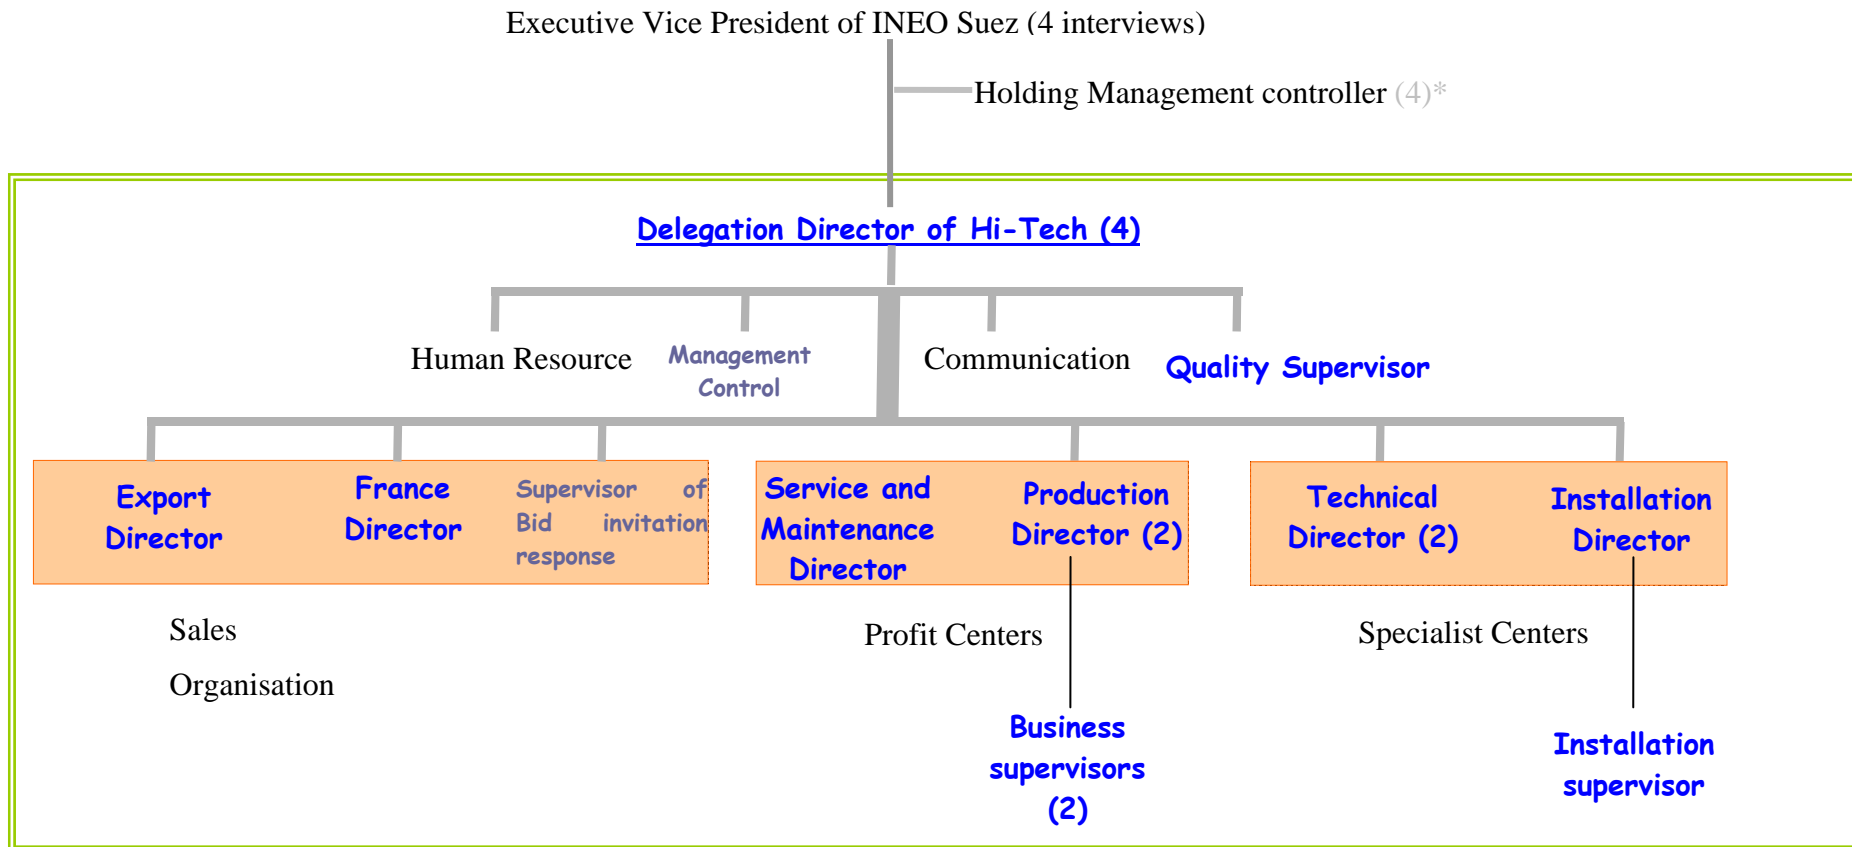 Executive Vice President of INEO Suez (4 interviews)
Holding Management controller (4)*
Delegation Director of Hi-Tech (4)
Human Resource
Management
Control
Communication
Quality Supervisor
Export
Director
France
Director
Supervisor of
Bid invitation
response
Service and
Maintenance
Director
Production
Director (2)
Technical
Director (2)
Installation
Director
Sales
Organisation
Profit Centers
Specialist Centers
Business
supervisors
(2)
Installation
supervisor